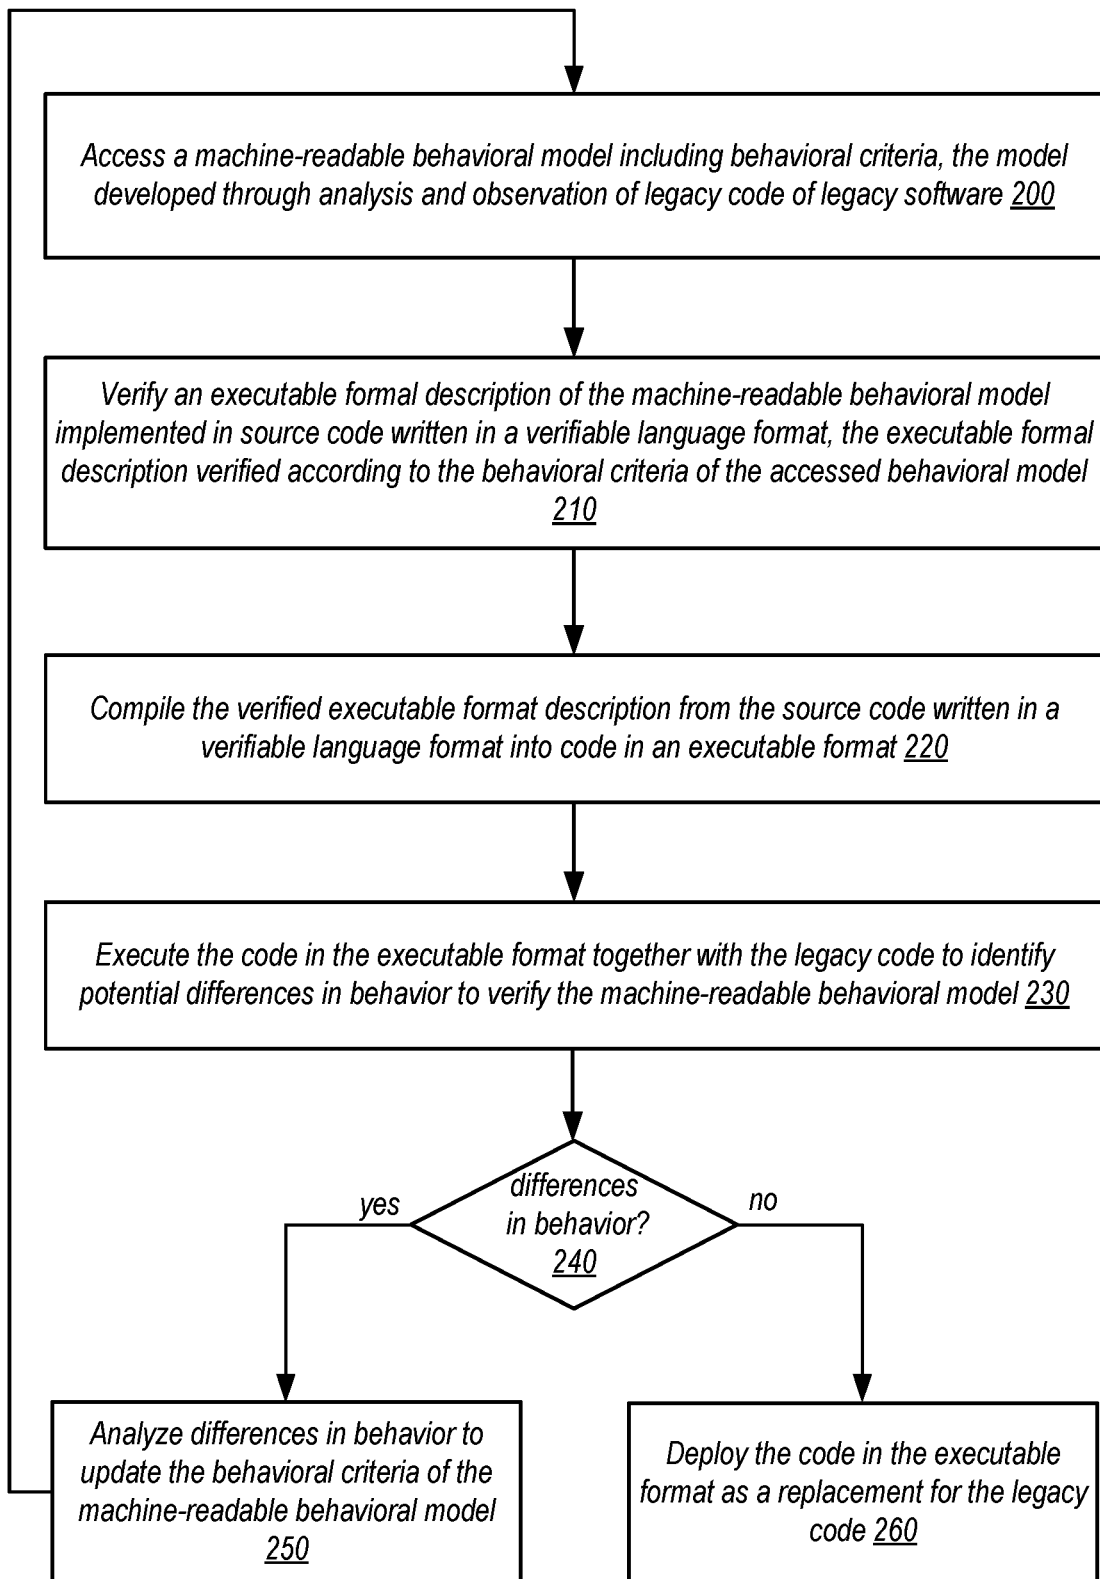 Access a machine-readable behavioral model including behavioral criteria, the model
developed through analysis and observation of legacy code of legacy software 200
Verify an executable formal description of the machine-readable behavioral model
implemented in source code written in a verifiable language format, the executable formal
description verified according to the behavioral criteria of the accessed behavioral model
210
Compile the verified executable format description from the source code written in a
verifiable language format into code in an executable format 220
Execute the code in the executable format together with the legacy code to identify
potential differences in behavior to verify the machine-readable behavioral model 230
differences
in behavior?
240
yes
no
Analyze differences in behavior to
update the behavioral criteria of the
machine-readable behavioral model
250
Deploy the code in the executable
format as a replacement for the legacy
code 260